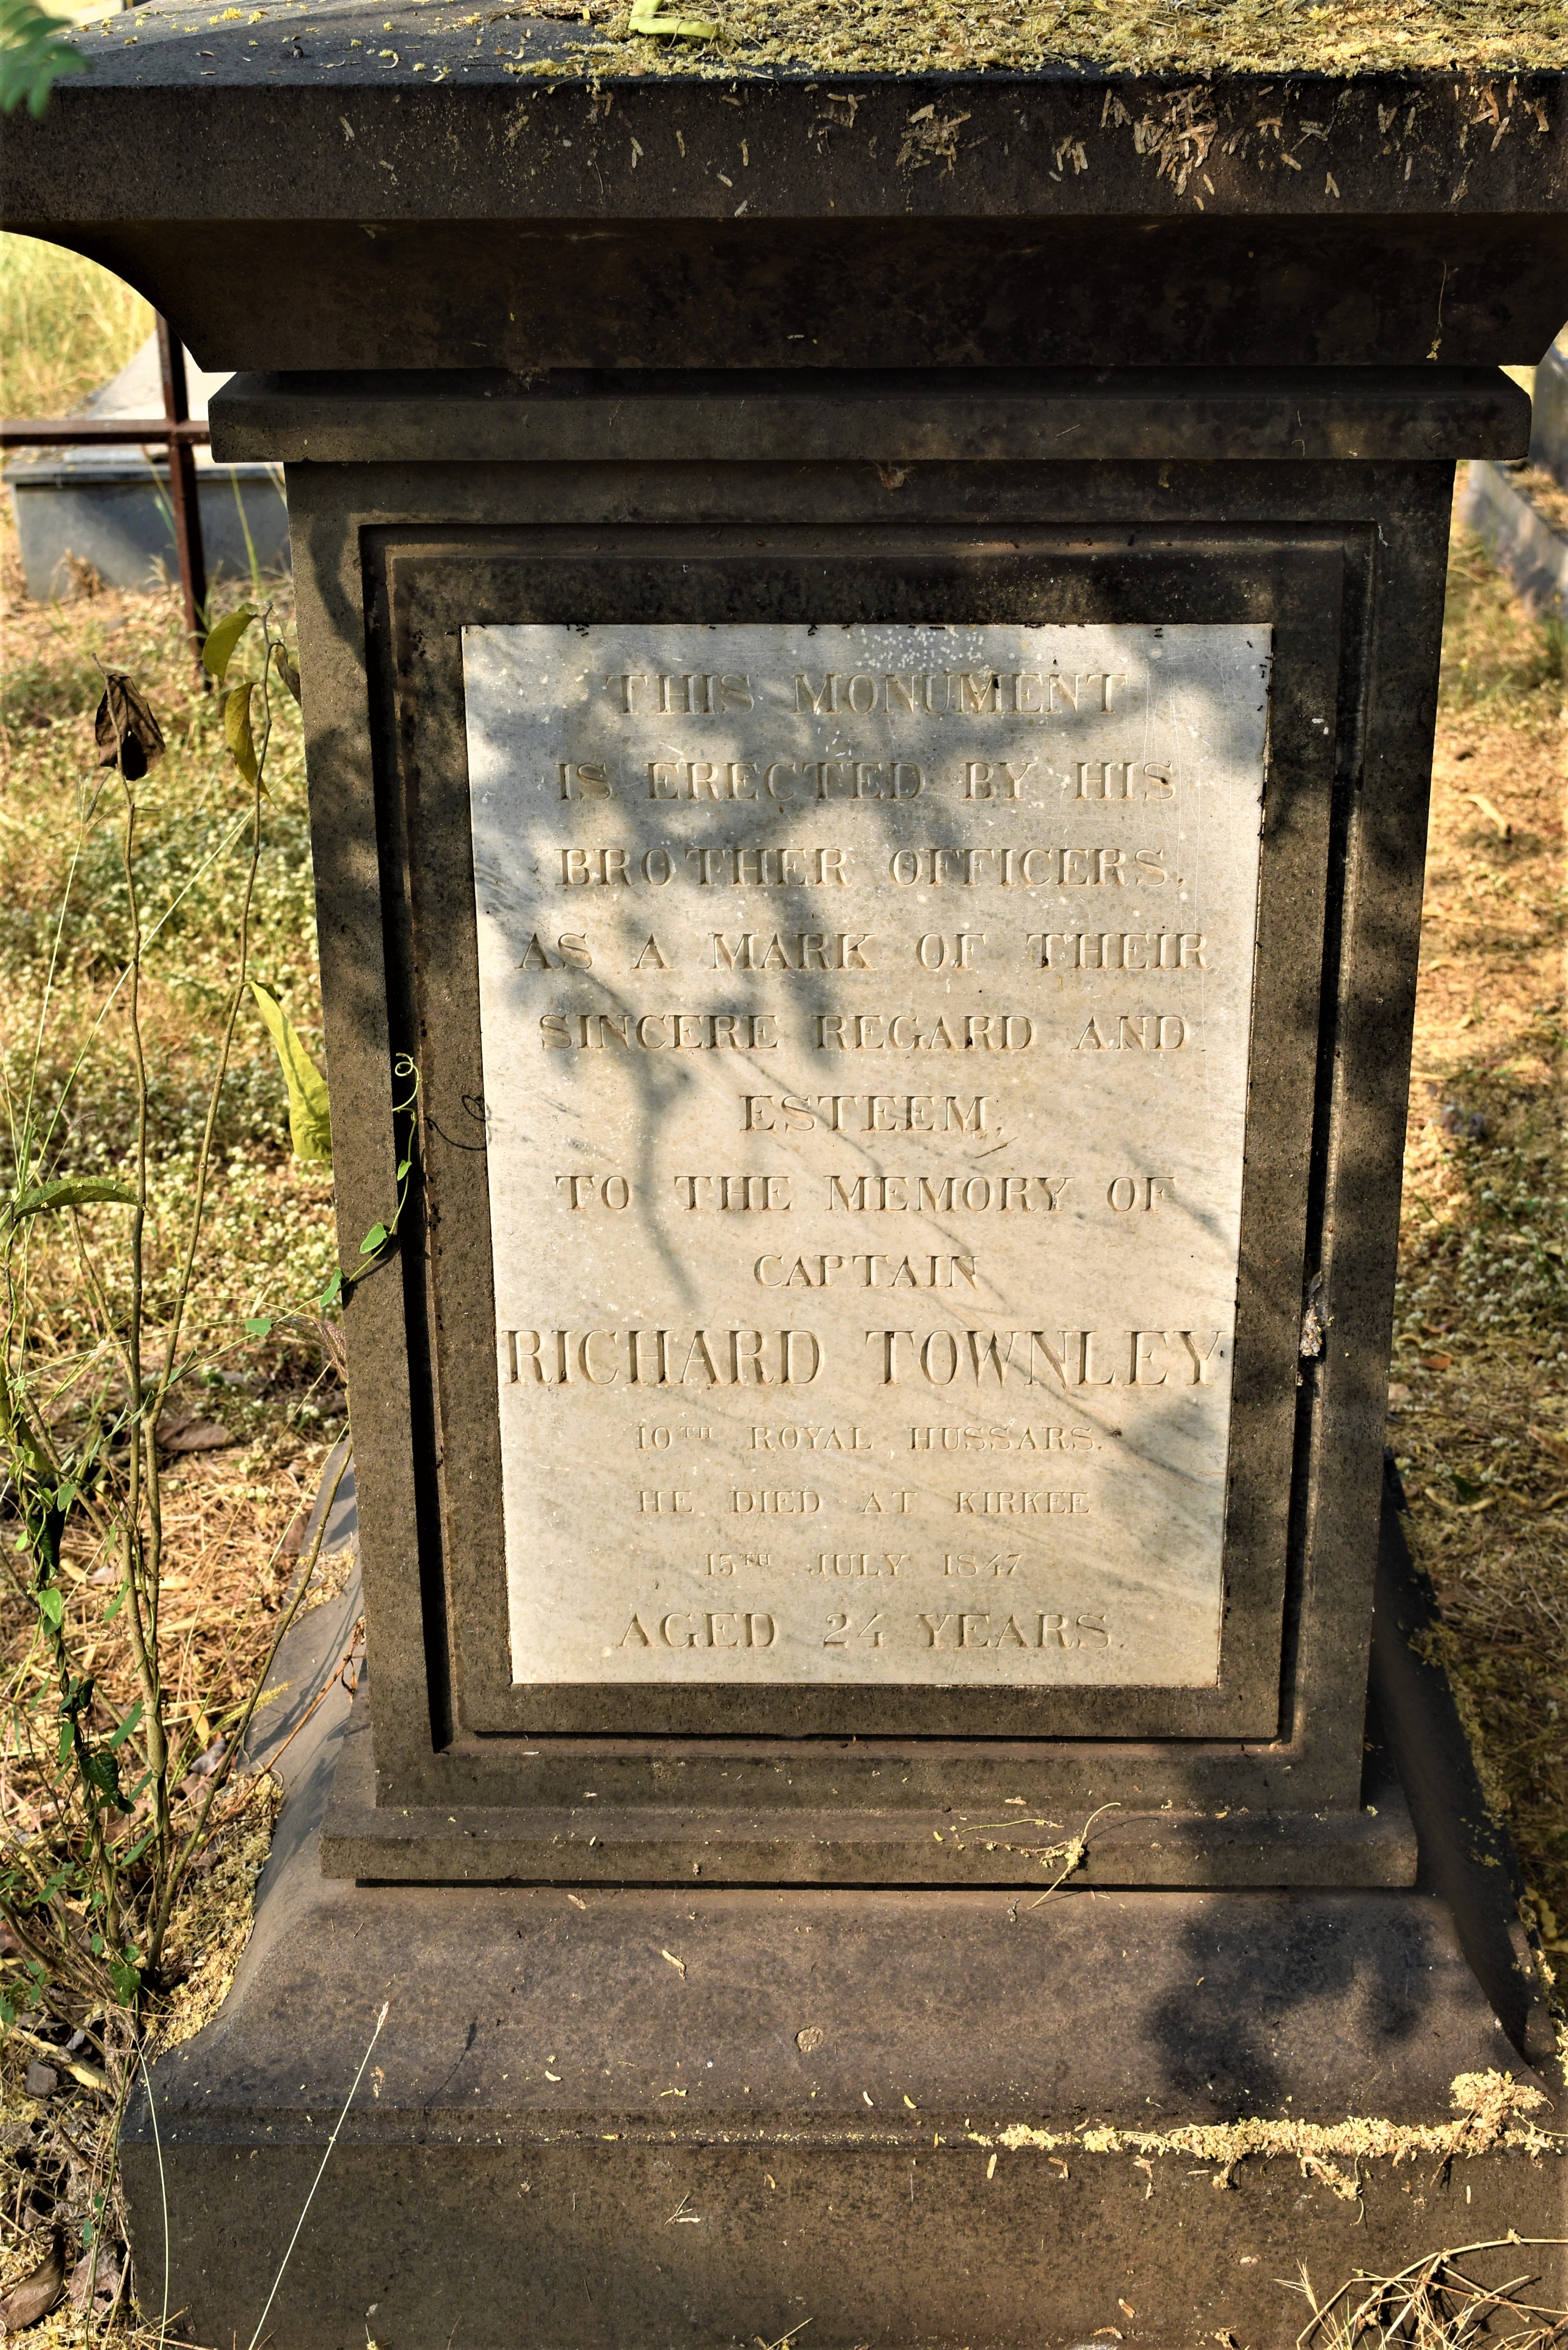 THIS MONUMENT
IS ERECTED BY HIS
BROTHER OFFICERS,
AS A MARK OF THEIR
SINCERE REGARD AND
ESTEEM,
TO THE MEMORY OF
CAPTAIN
RICHARD TOWNLEY
10TH ROYAL HUSSARS.
HE DIED AT KIRKEE
15TH JULY 1847
AGED 24 YEARS.